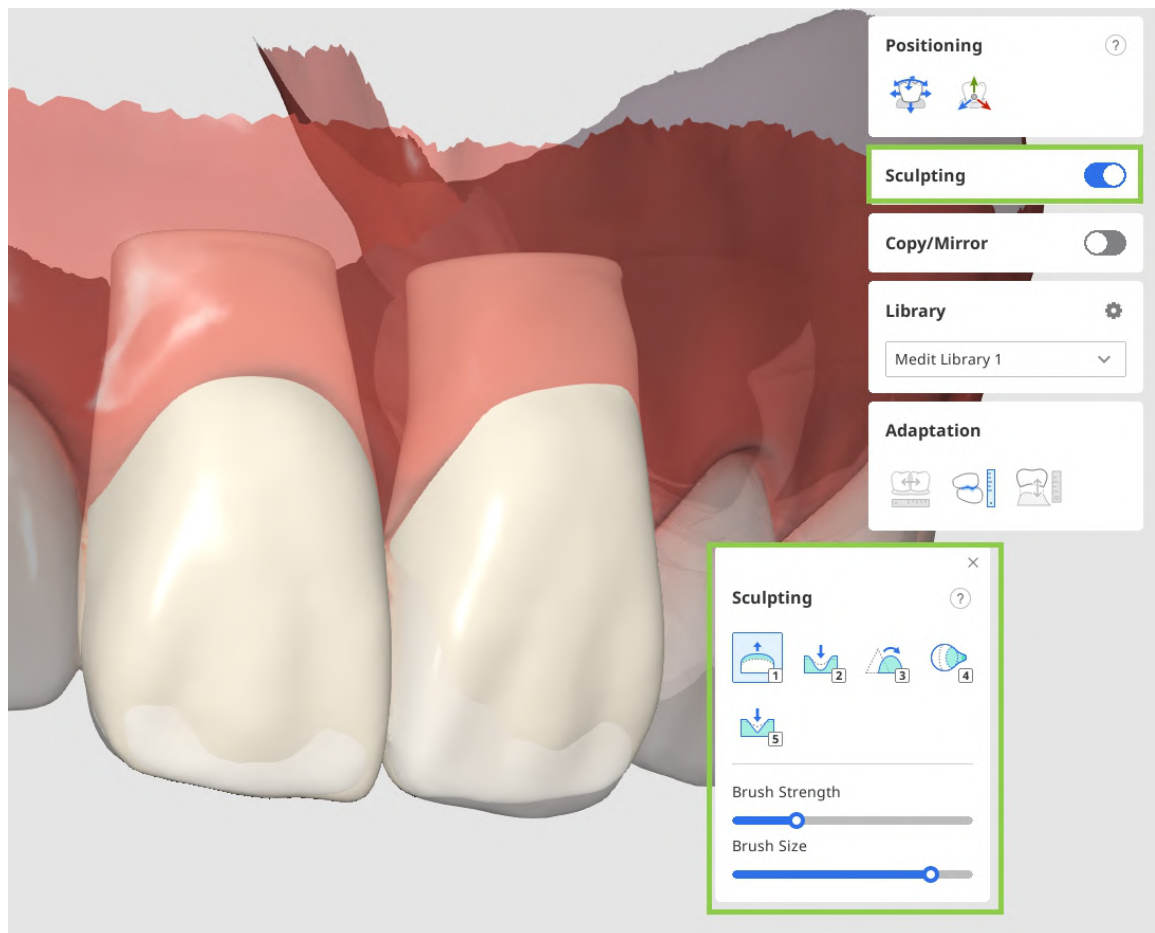 Positioning
?
Sculpting
Copy/Mirror
Library
Medit Library 1
Adaptation
Sculpting
?
1
2
3
4
5
Brush Strength
Brush Size